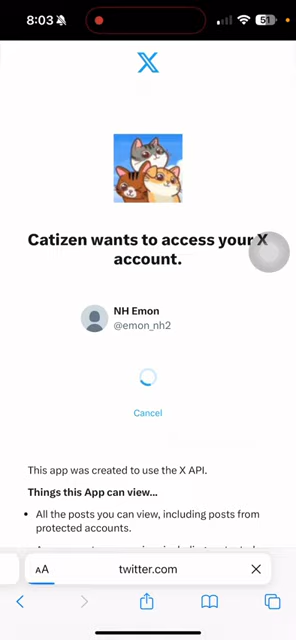 8:03
51
X
Catizen wants to access your X
account.
NH Emon
@emon_nh2
Cancel
This app was created to use the X API.
Things this App can view...
• All the posts you can view, including posts from
protected accounts.
AA twitter.com